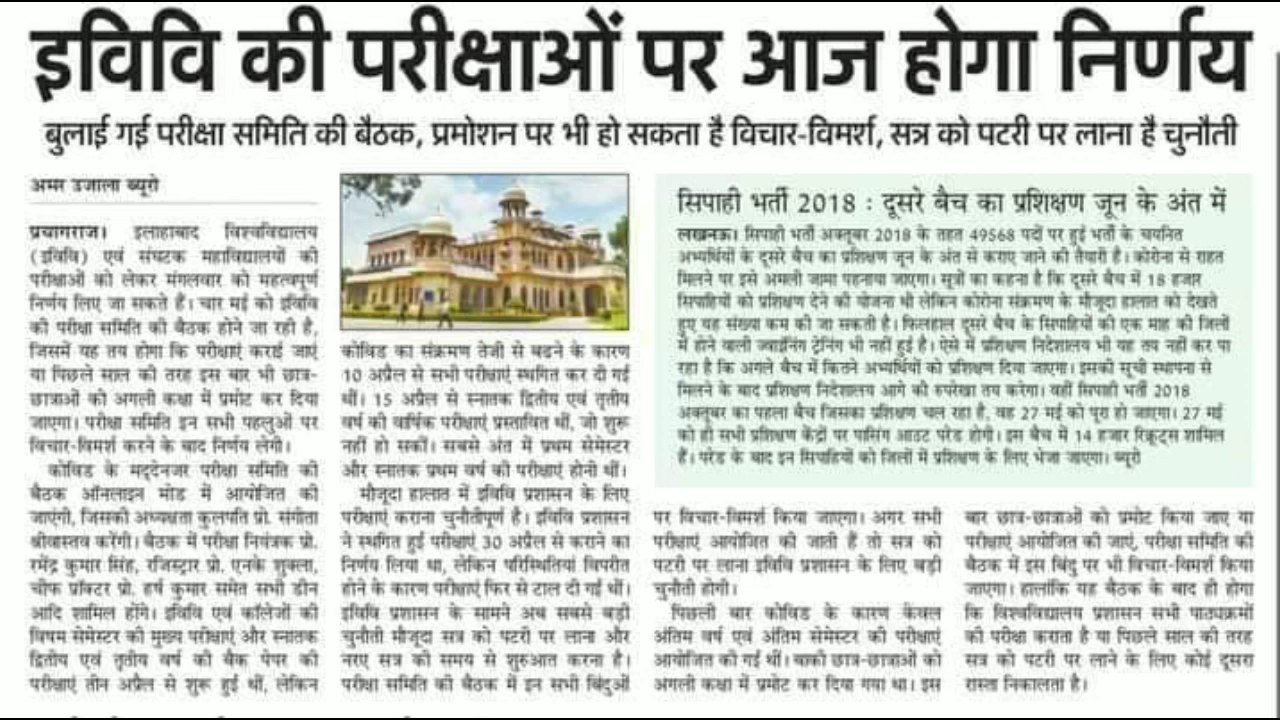 इविवि की परीक्षाओं पर आज होगा निर्णय
बुलाई गई परीक्षा समिति की बैठक, प्रमोशन पर भी हो सकता है विचार-विमर्श, सत्र को पटरी पर लाना है चुनौती
अमर उजाला ब्यूरो
प्रयागराज। इलाहाबाद विश्वविद्यालय
(इविवि) एवं संघटक महाविद्यालयों की
परीक्षाओं को लेकर मंगलवार को महत्वपूर्ण
निर्णय लिए जा सकते हैं। चार मई को इविवि
की परीक्षा समिति की बैठक होने जा रही है,
जिसमें यह तय होगा कि परीक्षाएं कराई जाएं
या पिछले साल की तरह इस बार भी छात्र-
छात्राओं को अगली कक्षा में प्रमोट कर दिया
जाएगा। परीक्षा समिति इन सभी पहलुओं पर
विचार-विमर्श करने के बाद निर्णय लेगी।
कोविड के मद्देनजर परीक्षा समिति की
बैठक ऑनलाइन मोड में आयोजित की
जाएगी, जिसकी अध्यक्षता कुलपति प्रो. संगीता
श्रीवास्तव करेंगी। बैठक में परीक्षा नियंत्रक प्रो.
रमेंद्र कुमार सिंह, रजिस्ट्रार प्रो. एनके शुक्ला,
चीफ प्रॉक्टर प्रो. हर्ष कुमार समेत सभी डीन
आदि शामिल होंगे। इविवि एवं कॉलेजों की
विषम सेमेस्टर की मुख्य परीक्षाएं और स्नातक
द्वितीय एवं तृतीय वर्ष की बैक पेपर की
परीक्षाएं तीन अप्रैल से शुरू हुई थीं, लेकिन
कोविड का संक्रमण तेजी से बढ़ने के कारण
10 अप्रैल से सभी परीक्षाएं स्थगित कर दी गई
थीं। 15 अप्रैल से स्नातक द्वितीय एवं तृतीय
वर्ष की वार्षिक परीक्षाएं प्रस्तावित थीं, जो शुरू
नहीं हो सकीं। सबसे अंत में प्रथम सेमेस्टर
और स्नातक प्रथम वर्ष की परीक्षाएं होनी थीं।
मौजूदा हालात में इविवि प्रशासन के लिए
परीक्षाएं कराना चुनौतीपूर्ण है। इविवि प्रशासन
ने स्थगित हुई परीक्षाएं 30 अप्रैल से कराने का
निर्णय लिया था, लेकिन परिस्थितियां विपरीत
होने के कारण परीक्षाएं फिर से टाल दी गई थीं।
इविवि प्रशासन के सामने अब सबसे बड़ी
चुनौती मौजूदा सत्र को पटरी पर लाना और
नए सत्र की समय से शुरुआत करना है।
परीक्षा समिति की बैठक में इन सभी बिंदुओं
पर विचार-विमर्श किया जाएगा। अगर सभी
परीक्षाएं आयोजित की जाती हैं तो सत्र को
पटरी पर लाना इविवि प्रशासन के लिए बड़ी
चुनौती होगी।
पिछली बार कोविड के कारण केवल
अंतिम वर्ष एवं अंतिम सेमेस्टर की परीक्षाएं
आयोजित की गई थीं। बाकी छात्र-छात्राओं को
अगली कक्षा में प्रमोट कर दिया गया था। इस
बार छात्र-छात्राओं को प्रमोट किया जाए या
परीक्षाएं आयोजित की जाएं, परीक्षा समिति की
बैठक में इस बिंदु पर भी विचार-विमर्श किया
जाएगा। हालांकि यह बैठक के बाद ही होगा
कि विश्वविद्यालय प्रशासन सभी पाठ्यक्रमों
की परीक्षा कराता है या पिछले साल की तरह
सत्र को पटरी पर लाने के लिए कोई दूसरा
रास्ता निकालता है।
सिपाही भर्ती 2018 : दूसरे बैच का प्रशिक्षण जून के अंत में
लखनऊ। सिपाही भर्ती अक्तूबर 2018 के तहत 49568 पदों पर हुई भर्ती के चयनित
अभ्यर्थियों के दूसरे बैच का प्रशिक्षण जून के अंत से कराए जाने की तैयारी है। कोरोना से राहत
मिलने पर इसे अमली जामा पहनाया जाएगा। सूत्रों का कहना है कि दूसरे बैच में 18 हजार
सिपाहियों को प्रशिक्षण देने की योजना थी लेकिन कोरोना संक्रमण के मौजूदा हालात को देखते
हुए यह संख्या कम की जा सकती है। फिलहाल दूसरे बैच के सिपाहियों की एक माह की जिलों
में होने वाली ज्वाईनिंग ट्रेनिंग भी नहीं हुई है। ऐसे में प्रशिक्षण निदेशालय भी यह तय नहीं कर पा
रहा है कि अगले बैच में कितने अभ्यर्थियों को प्रशिक्षण दिया जाएगा। इसकी सूची स्थापना से
मिलने के बाद प्रशिक्षण निदेशालय आगे की रुपरेखा तय करेगा। वहीं सिपाही भर्ती 2018
अक्तूबर का पहला बैच जिसका प्रशिक्षण चल रहा है, वह 27 मई को पूरा हो जाएगा। 27 मई
को ही सभी प्रशिक्षण केंद्रों पर पासिंग आउट परेड होगी। इस बैच में 14 हजार रिक्रूट्स शामिल
हैं। परेड के बाद इन सिपाहियों को जिलों में प्रशिक्षण के लिए भेजा जाएगा। ब्यूरो